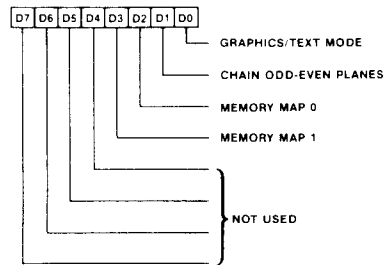 D7 D6 D5 D4 D3 D2 D1 D0
GRAPHICS/TEXT MODE
CHAIN ODD-EVEN PLANES
MEMORY MAP 0
MEMORY MAP 1
NOT USED